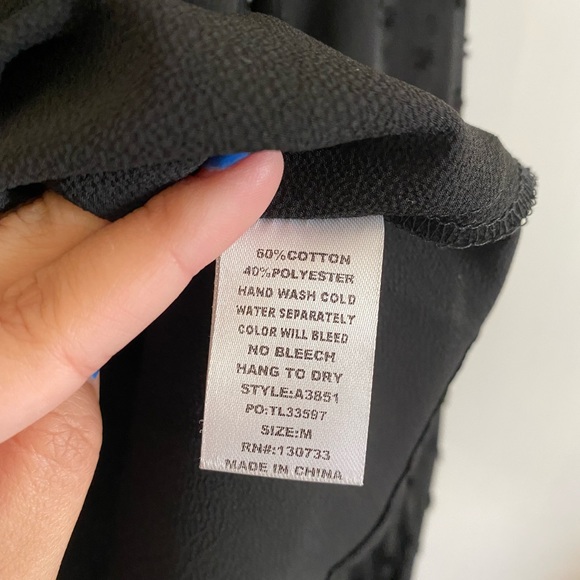 60%COTTON
40%POLYESTER
HAND WASH COLD
WATER SEPARATELY
COLOR WILL BLEED
NO BLEECH
HANG TO DRY
STYLE:A3851
PO:TL33597
SIZE:M
RN#:130733
MADE IN CHINA